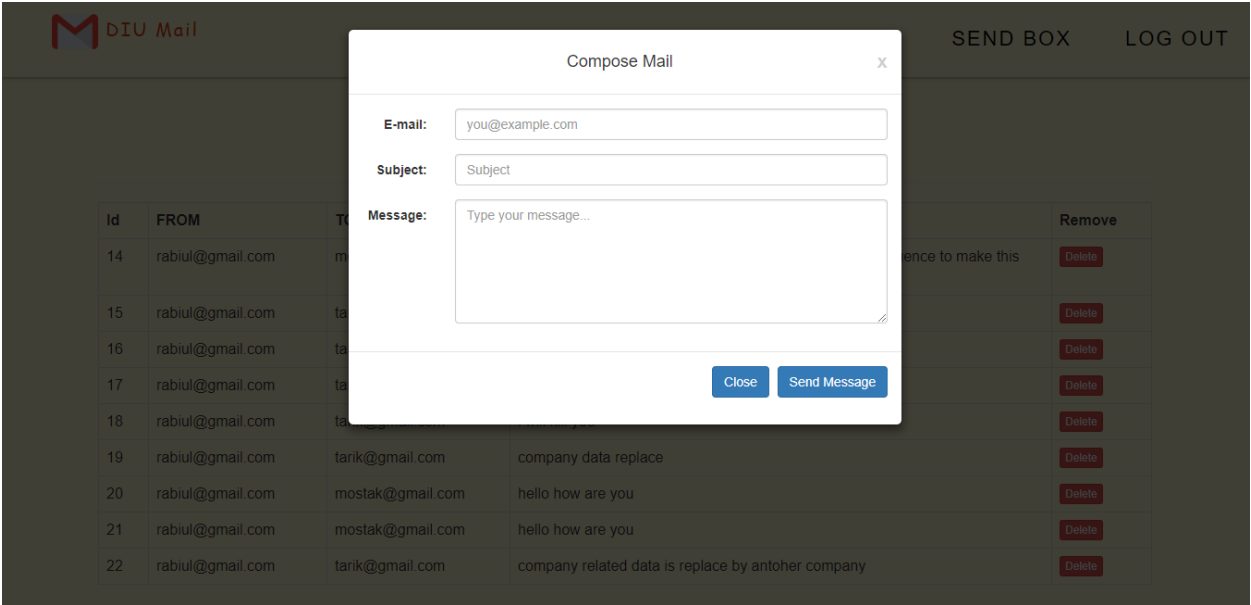 DIU Mail
SEND BOX LOG OUT
Compose Mail x
E-mail: you@example.com
Subject: Subject
Message: Type your message...
Close Send Message
Id FROM Remove
14 rabiul@gmail.com ence to make this Delete
15 rabiul@gmail.com Delete
16 rabiul@gmail.com Delete
17 rabiul@gmail.com Delete
18 rabiul@gmail.com Delete
19 rabiul@gmail.com tarik@gmail.com company data replace Delete
20 rabiul@gmail.com mostak@gmail.com hello how are you Delete
21 rabiul@gmail.com mostak@gmail.com hello how are you Delete
22 rabiul@gmail.com tarik@gmail.com company related data is replace by antoher company Delete